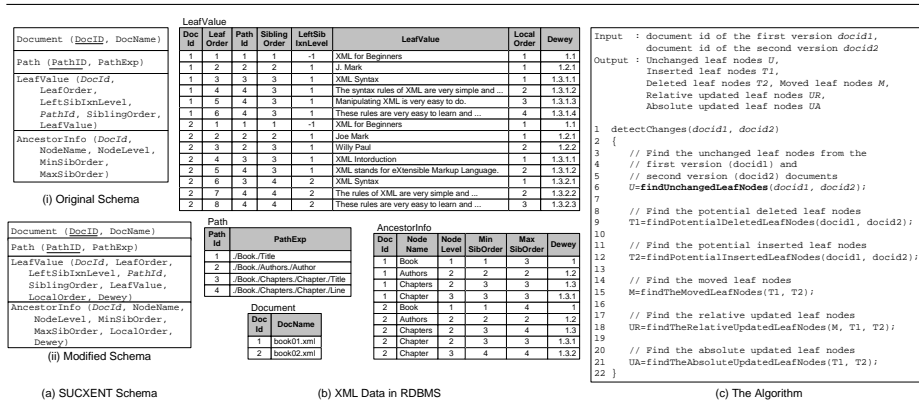 Document (DocID, DocName)
Path (PathID, PathExp)
LeafValue (DocId,
LeafOrder,
LeftSibIxnLevel,
PathId, SiblingOrder,
LeafValue)
AncestorInfo (DocId,
NodeName, NodeLevel,
MinSibOrder,
MaxSibOrder)
(i) Original Schema
Document (DocID, DocName)
Path (PathID, PathExp)
LeafValue (DocId, LeafOrder,
LeftSibIxnLevel, PathId,
SiblingOrder, LeafValue,
LocalOrder, Dewey)
AncestorInfo (DocId, NodeName,
NodeLevel, MinSibOrder,
MaxSibOrder, LocalOrder,
Dewey)
(ii) Modified Schema
(a) SUCXENT Schema
LeafValue
Doc Id | Leaf Order | Path Id | Sibling Order | LeftSib IxnLevel | LeafValue | Local Order | Dewey
1 1 1 1 -1 XML for Beginners 1 1.1
1 2 2 2 1 J. Mark 1 1.2.1
1 3 3 3 1 XML Syntax 1 1.3.1.1
1 4 4 3 1 The syntax rules of XML are very simple and ... 2 1.3.1.2
1 5 4 3 1 Manipulating XML is very easy to do. 3 1.3.1.3
1 6 4 3 1 These rules are very easy to learn and ... 4 1.3.1.4
2 1 1 1 -1 XML for Beginners 1 1.1
2 2 2 2 1 Joe Mark 1 1.2.1
2 3 2 3 1 Willy Paul 2 1.2.2
2 4 3 3 1 XML Intorduction 1 1.3.1.1
2 5 4 3 1 XML stands for eXtensible Markup Language. 2 1.3.1.2
2 6 3 4 2 XML Syntax 1 1.3.2.1
2 7 4 4 2 The rules of XML are very simple and ... 2 1.3.2.2
2 8 4 4 2 These rules are very easy to learn and ... 3 1.3.2.3
Path
Path Id | PathExp
1 ./Book./Title
2 ./Book./Authors./Author
3 ./Book./Chapters./Chapter./Title
4 ./Book./Chapters./Chapter./Line
Document
Doc Id | DocName
1 book01.xml
2 book02.xml
AncestorInfo
Doc Id | Node Name | Node Level | Min SibOrder | Max SibOrder | Dewey
1 Book 1 1 3 1
1 Authors 2 2 2 1.2
1 Chapters 2 3 3 1.3
1 Chapter 3 3 3 1.3.1
2 Book 1 1 4 1
2 Authors 2 2 2 1.2
2 Chapters 2 3 4 1.3
2 Chapter 2 3 3 1.3.1
2 Chapter 3 4 4 1.3.2
(b) XML Data in RDBMS
Input : document id of the first version docid1,
document id of the second version docid2
Output : Unchanged leaf nodes U,
Inserted leaf nodes T1,
Deleted leaf nodes T2, Moved leaf nodes M,
Relative updated leaf nodes UR,
Absolute updated leaf nodes UA
1 detectChanges(docid1, docid2)
2 {
3 // Find the unchanged leaf nodes from the
4 // first version (docid1) and
5 // second version (docid2) documents
6 U=findUnchangedLeafNodes(docid1, docid2);
7
8 // Find the potential deleted leaf nodes
9 T1=findPotentialDeletedLeafNodes(docid1, docid2);
10
11 // Find the potential inserted leaf nodes
12 T2=findPotentialInsertedLeafNodes(docid1, docid2);
13
14 // Find the moved leaf nodes
15 M=findTheMovedLeafNodes(T1, T2);
16
17 // Find the relative updated leaf nodes
18 UR=findTheRelativeUpdatedLeafNodes(M, T1, T2);
19
20 // Find the absolute updated leaf nodes
21 UA=findTheAbsoluteUpdatedLeafNodes(T1, T2);
22 }
(c) The Algorithm